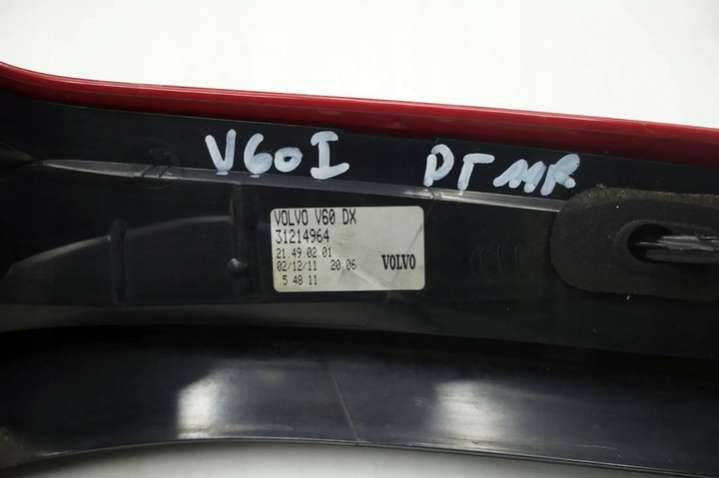 V60I PT MR
VOLVO V60 DX
31214964
21.49.02.01
02/12/11 20.06 VOLVO
5 48 11